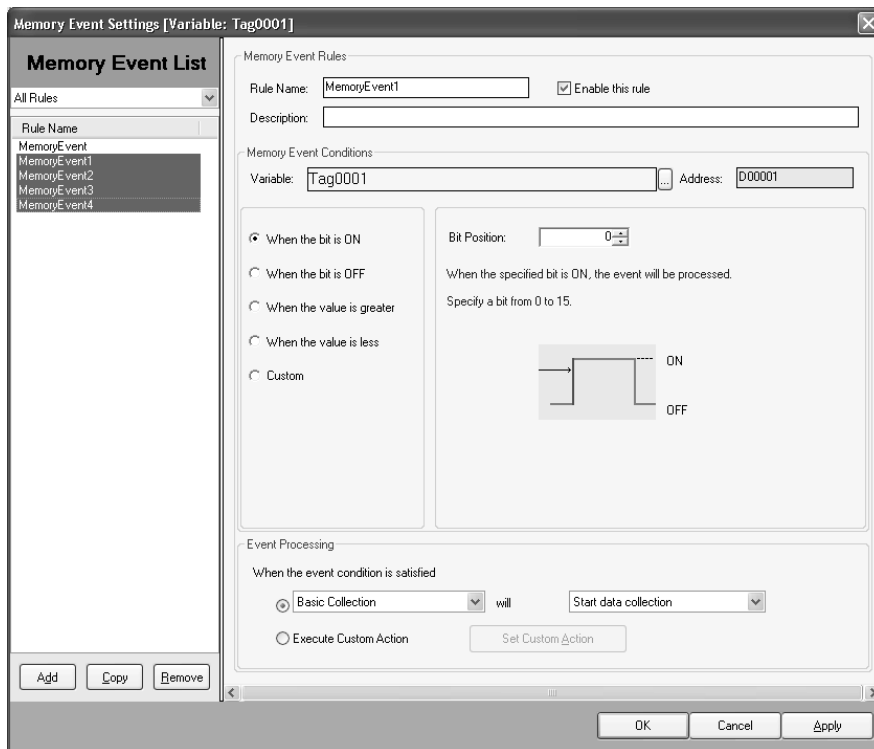 Memory Event Settings [Variable: Tag0001]
Memory Event List
All Rules
Rule Name
MemoryEvent
MemoryEvent1
MemoryEvent2
MemoryEvent3
MemoryEvent4
Add Copy Remove
Memory Event Rules
Rule Name: MemoryEvent1 Enable this rule
Description:
Memory Event Conditions
Variable: Tag0001 ... Address: D00001
When the bit is ON
When the bit is OFF
When the value is greater
When the value is less
Custom
Bit Position: 0
When the specified bit is ON, the event will be processed.
Specify a bit from 0 to 15.
ON
OFF
Event Processing
When the event condition is satisfied
Basic Collection will Start data collection
Execute Custom Action Set Custom Action
OK Cancel Apply